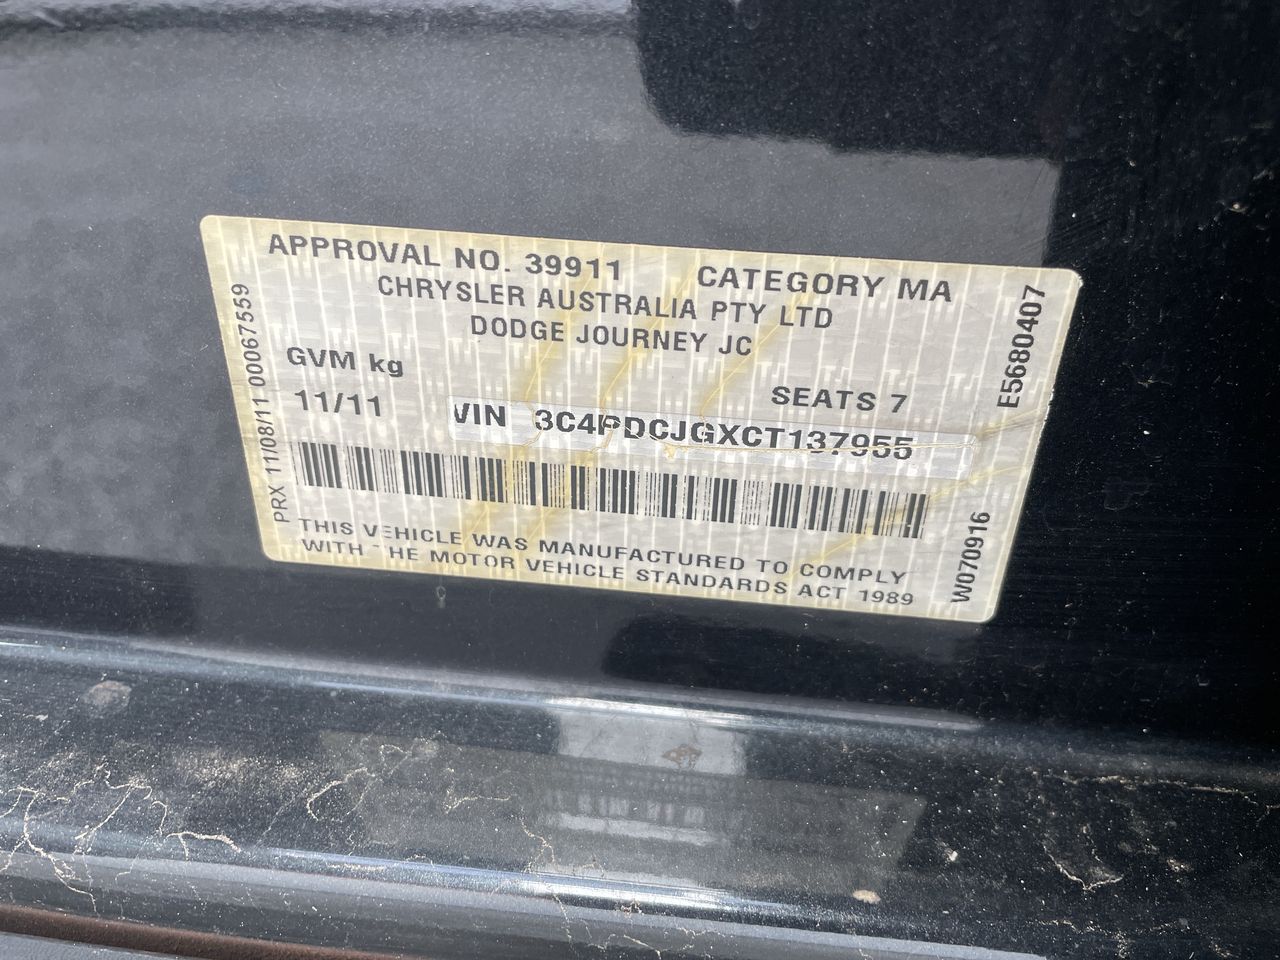 APPROVAL NO. 39911 CATEGORY MA
CHRYSLER AUSTRALIA PTY LTD
DODGE JOURNEY JC
GVM kg
SEATS 7
11/11
VIN 3C4PDCJGXCT137955
THIS VEHICLE WAS MANUFACTURED TO COMPLY
WITH THE MOTOR VEHICLE STANDARDS ACT 1989
PRX 11/08/11 00067559
E5680407
W070916